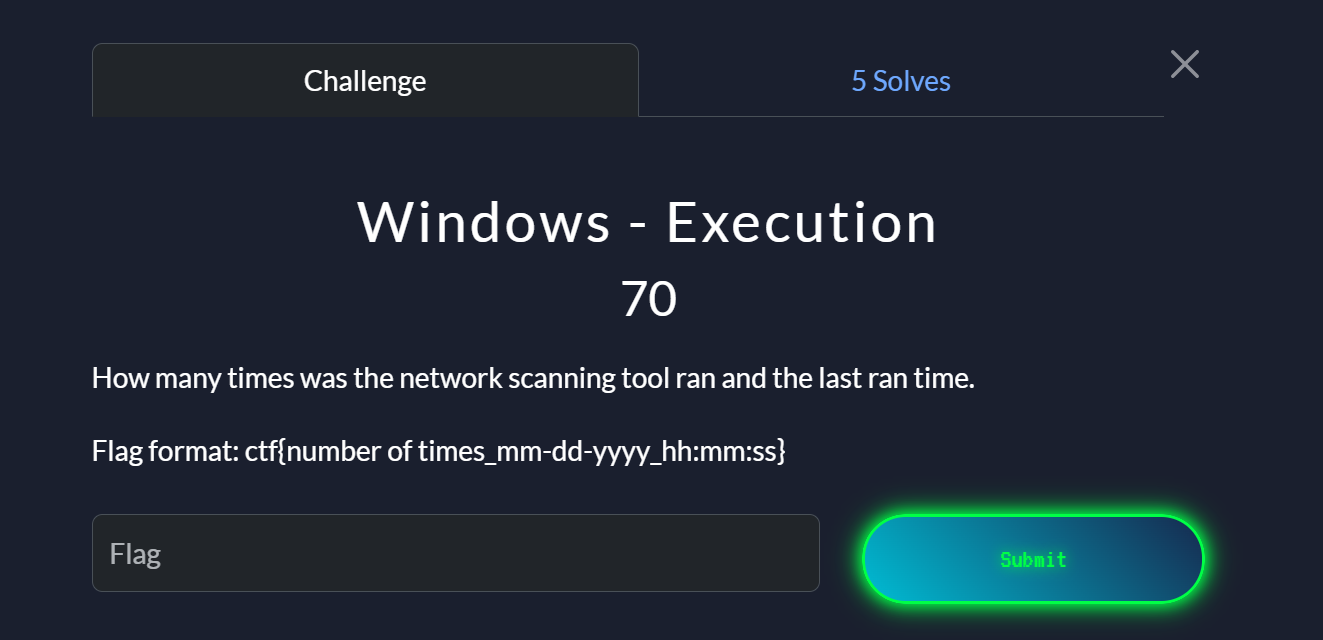 Challenge
5 Solves
Windows - Execution
70
How many times was the network scanning tool ran and the last ran time.
Flag format: ctf{number of times_mm-dd-yyyy_hh:mm:ss}
Flag
Submit